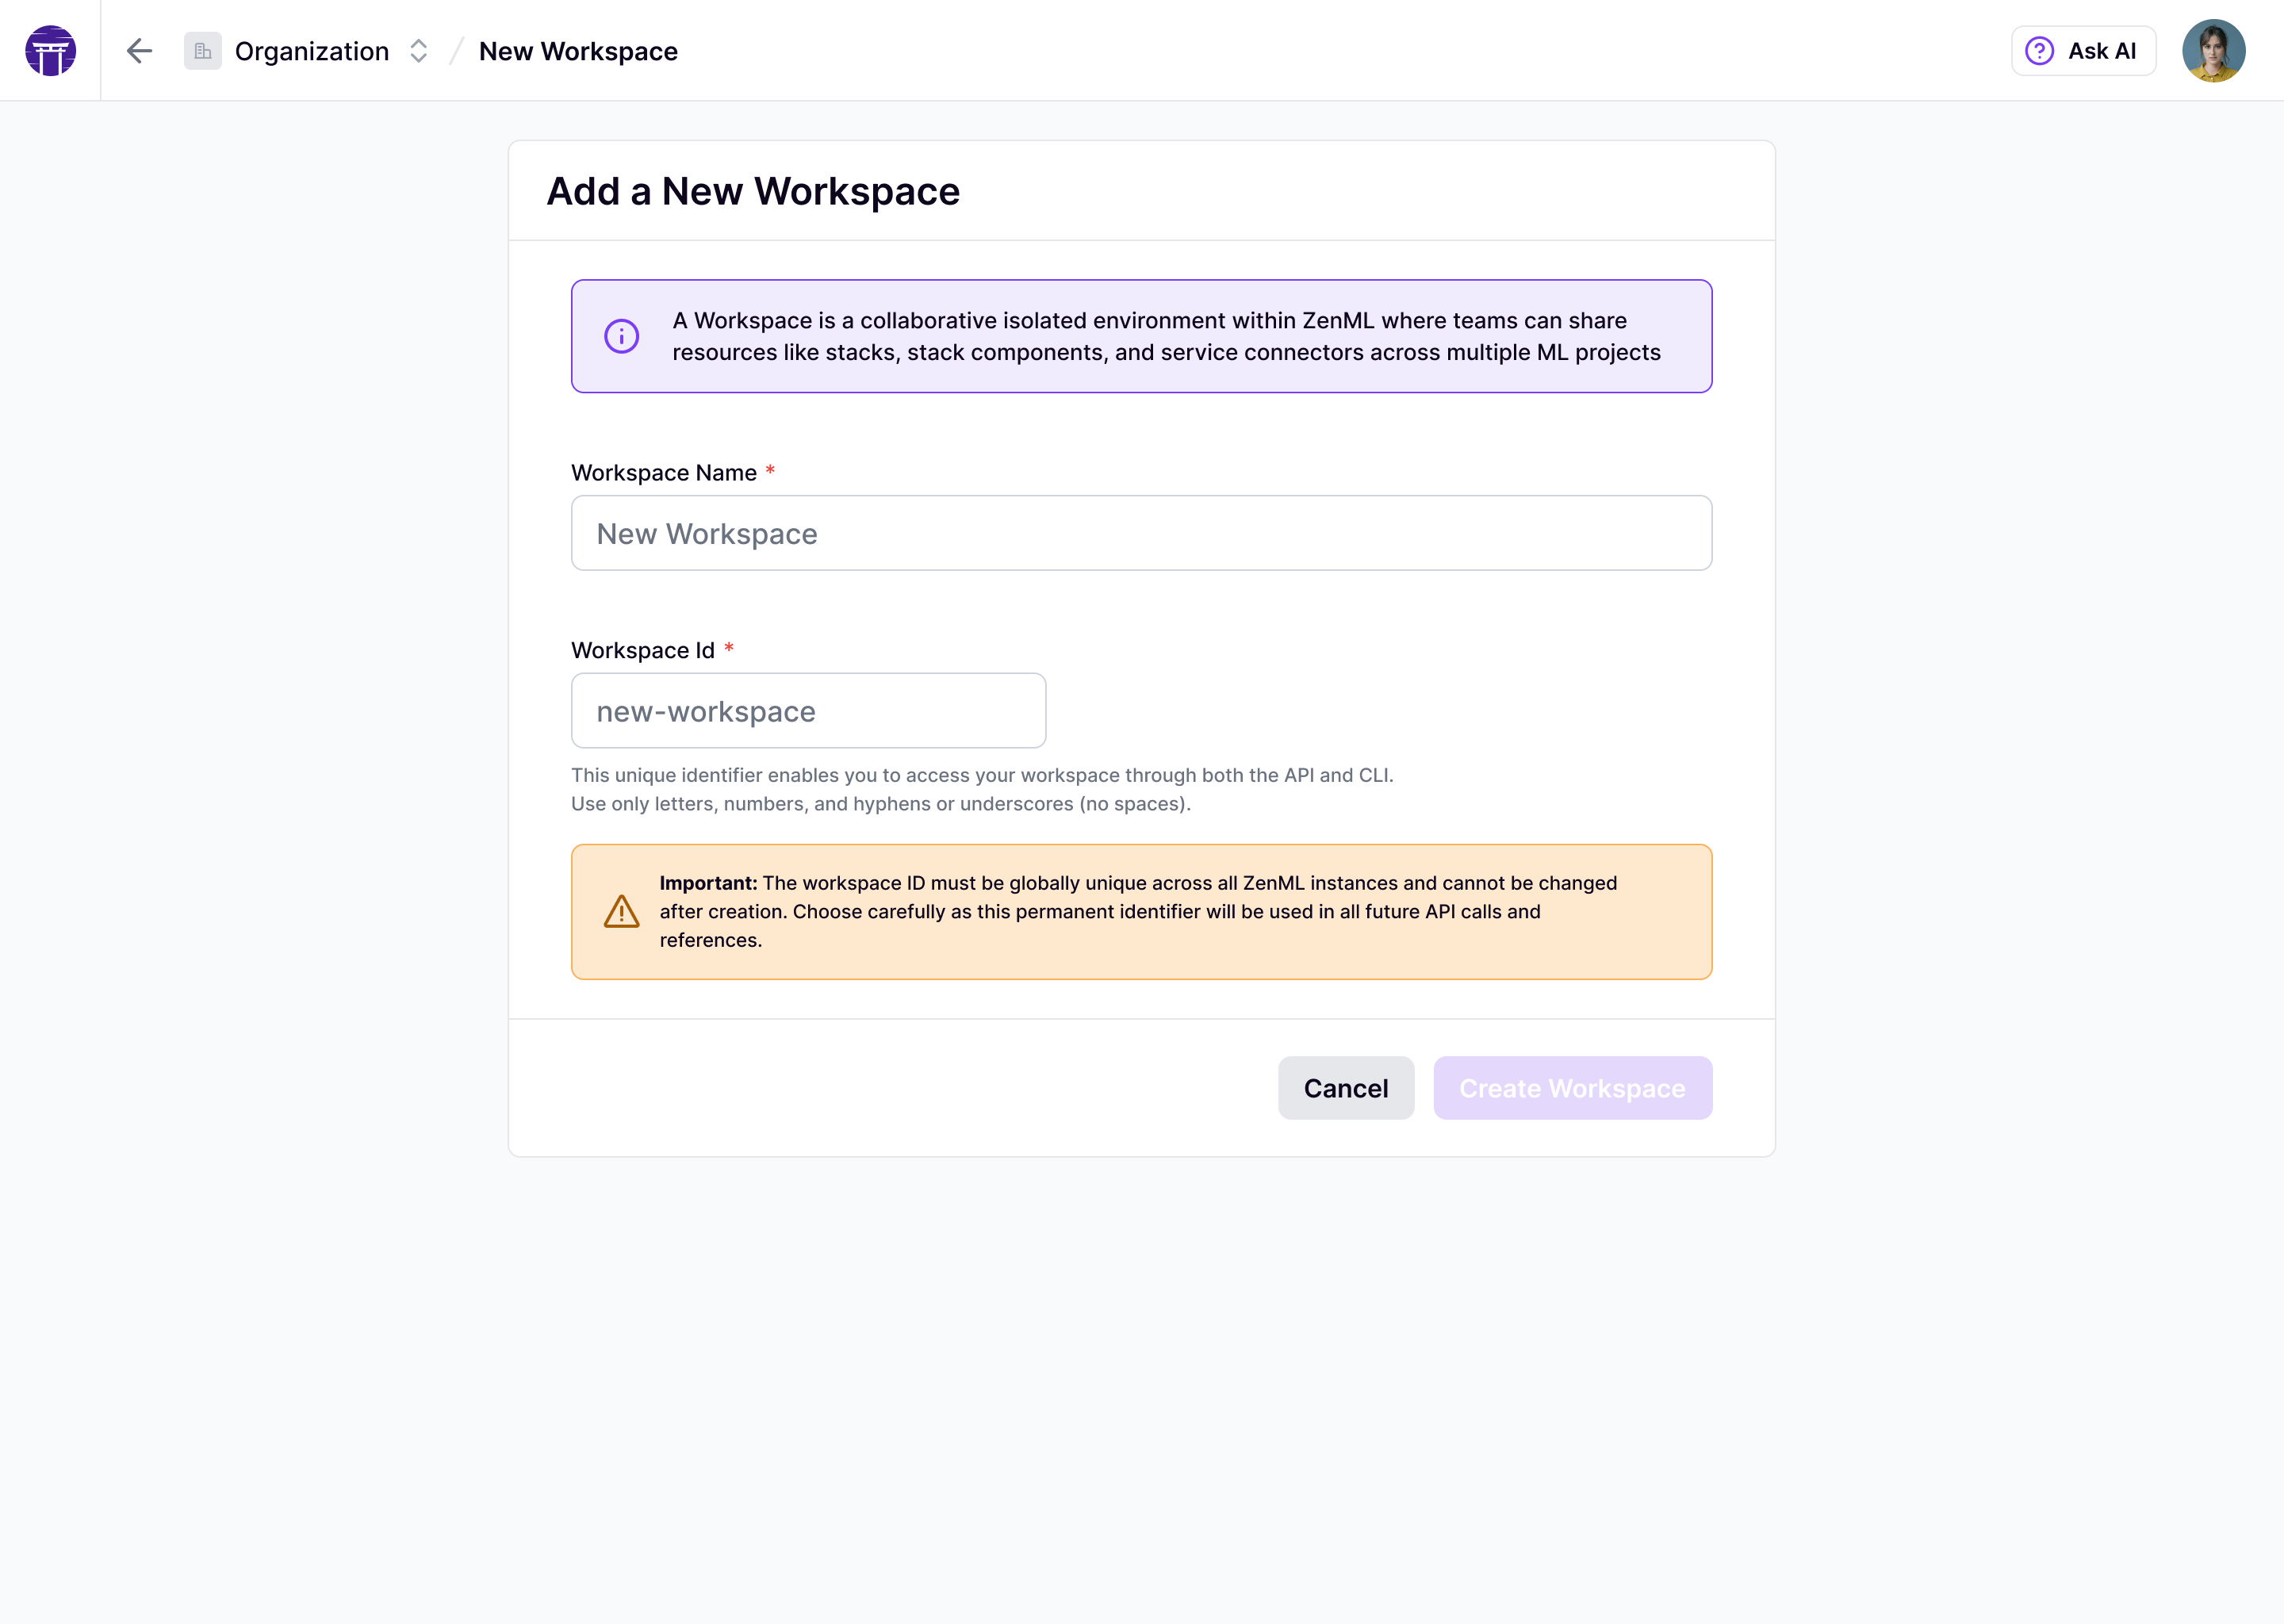 Organization / New Workspace
Ask AI
Add a New Workspace
A Workspace is a collaborative isolated environment within ZenML where teams can share
resources like stacks, stack components, and service connectors across multiple ML projects
Workspace Name *
New Workspace
Workspace Id *
new-workspace
This unique identifier enables you to access your workspace through both the API and CLI.
Use only letters, numbers, and hyphens or underscores (no spaces).
Important: The workspace ID must be globally unique across all ZenML instances and cannot be changed
after creation. Choose carefully as this permanent identifier will be used in all future API calls and
references.
Cancel
Create Workspace